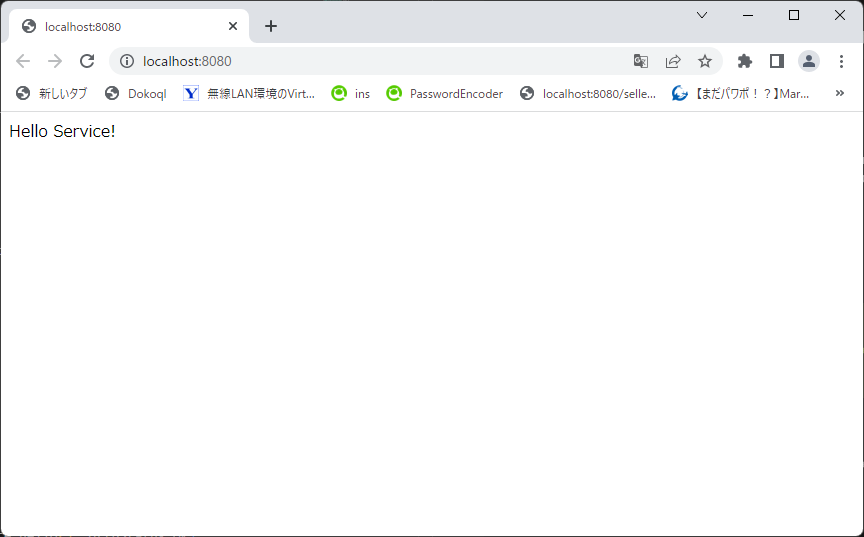 localhost:8080
localhost:8080
新しいタブ Dokoql Y 無線LAN環境のVirt... ins PasswordEncoder localhost:8080/selle... 【まだパワポ！？】Mar... »
Hello Service!